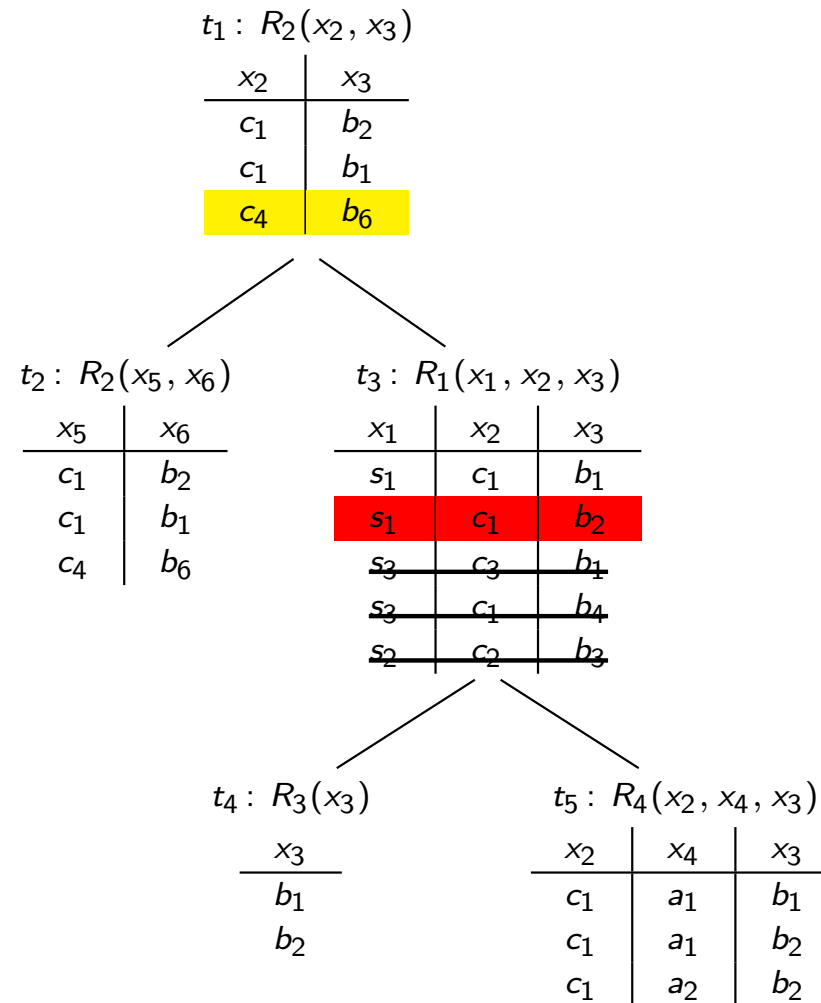 t₁ : R₂(x₂, x₃)
x₂ x₃
c₁ b₂
c₁ b₁
c₄ b₆
t₂ : R₂(x₅, x₆) t₃ : R₁(x₁, x₂, x₃)
x₅ x₆ x₁ x₂ x₃
c₁ b₂ s₁ c₁ b₁
c₁ b₁ s₁ c₁ b₂
c₄ b₆ s₃ c₃ b₁
s₃ c₁ b₄
s₂ c₂ b₃
t₄ : R₃(x₃) t₅ : R₄(x₂, x₄, x₃)
x₃ x₂ x₄ x₃
b₁ c₁ a₁ b₁
b₂ c₁ a₁ b₂
c₁ a₂ b₂